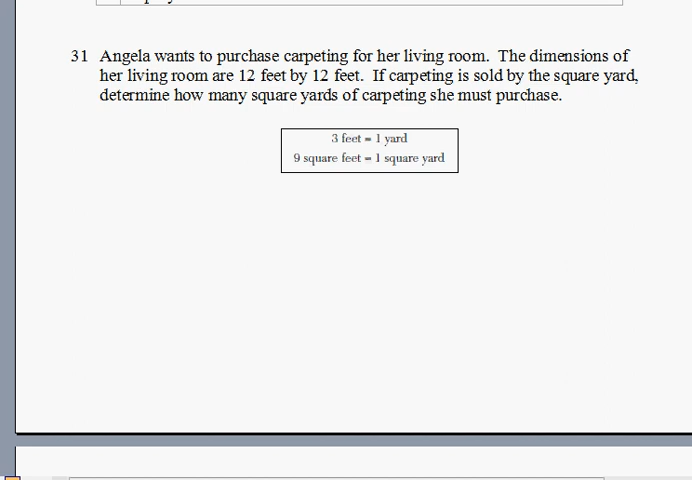 31 Angela wants to purchase carpeting for her living room. The dimensions of
her living room are 12 feet by 12 feet. If carpeting is sold by the square yard,
determine how many square yards of carpeting she must purchase.
3 feet = 1 yard
9 square feet = 1 square yard